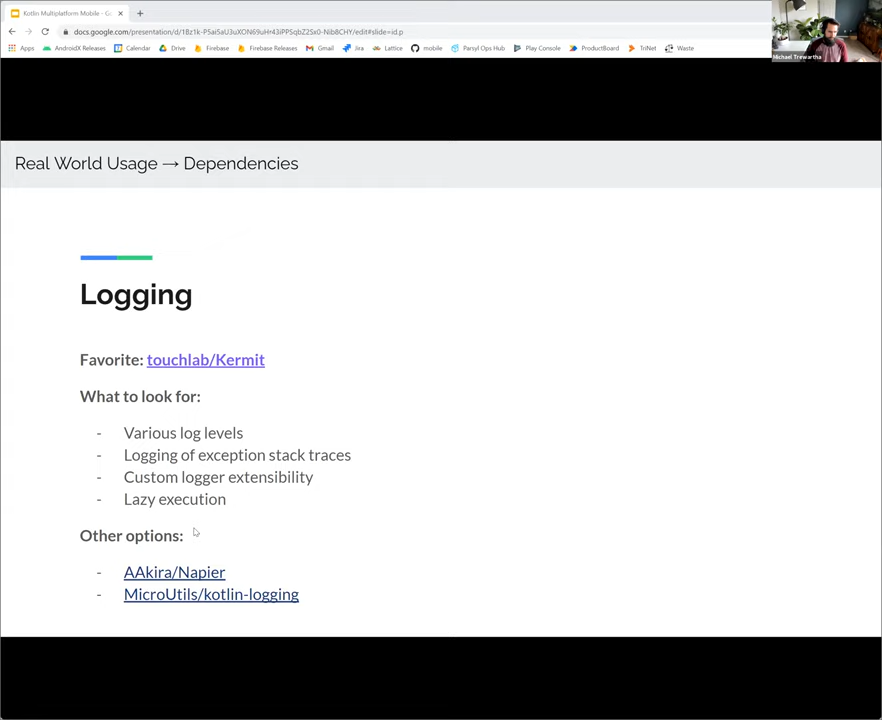 Kotlin Multiplatform Mobile - Go
docs.google.com/presentation/d/1Bz1k-P5ai5aU3uXON69uHr43iPPSqbZ2Sx0-Nib8CHY/edit#slide=id.p
Apps AndroidX Releases Calendar Drive Firebase Firebase Releases Gmail Jira Lattice mobile Parsyl Ops Hub Play Console ProductBoard TriNet Waste
Michael Trewartha
Real World Usage → Dependencies
Logging
Favorite: touchlab/Kermit
What to look for:
- Various log levels
- Logging of exception stack traces
- Custom logger extensibility
- Lazy execution
Other options:
- AAkira/Napier
- MicroUtils/kotlin-logging